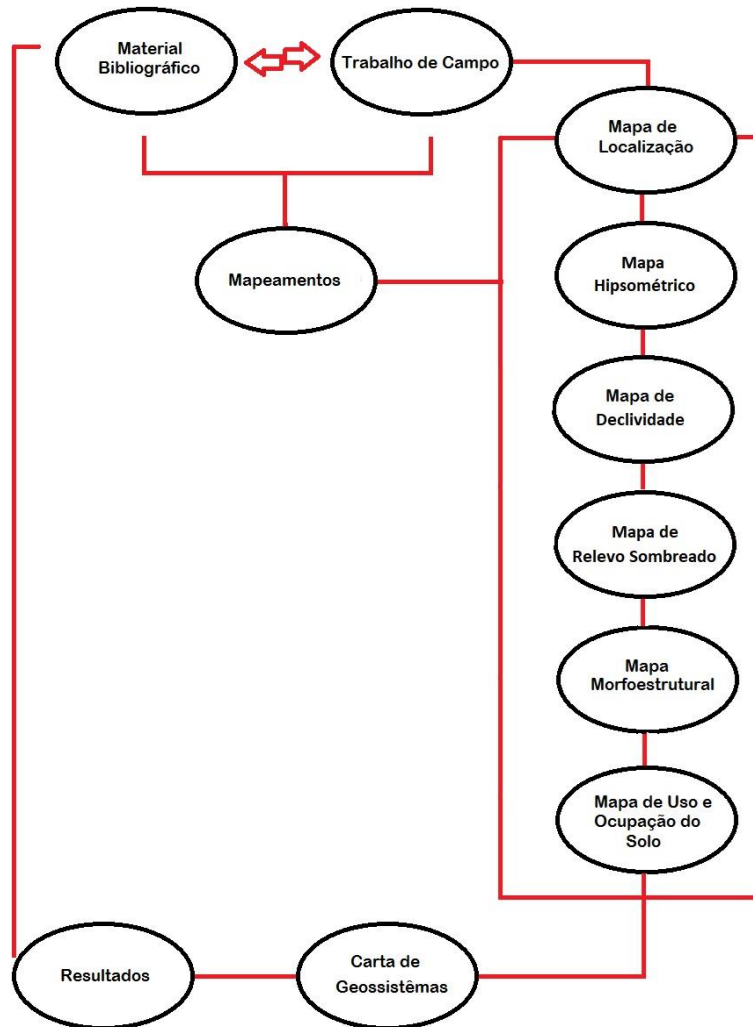 Material
Bibliográfico
Trabalho de Campo
Mapa de
Localização
Mapeamentos
Mapa
Hipsométrico
Mapa de
Declividade
Mapa de
Relevo Sombreado
Mapa
Morfoestrutural
Mapa de Uso e
Ocupação do
Solo
Resultados
Carta de
Geossistêmas